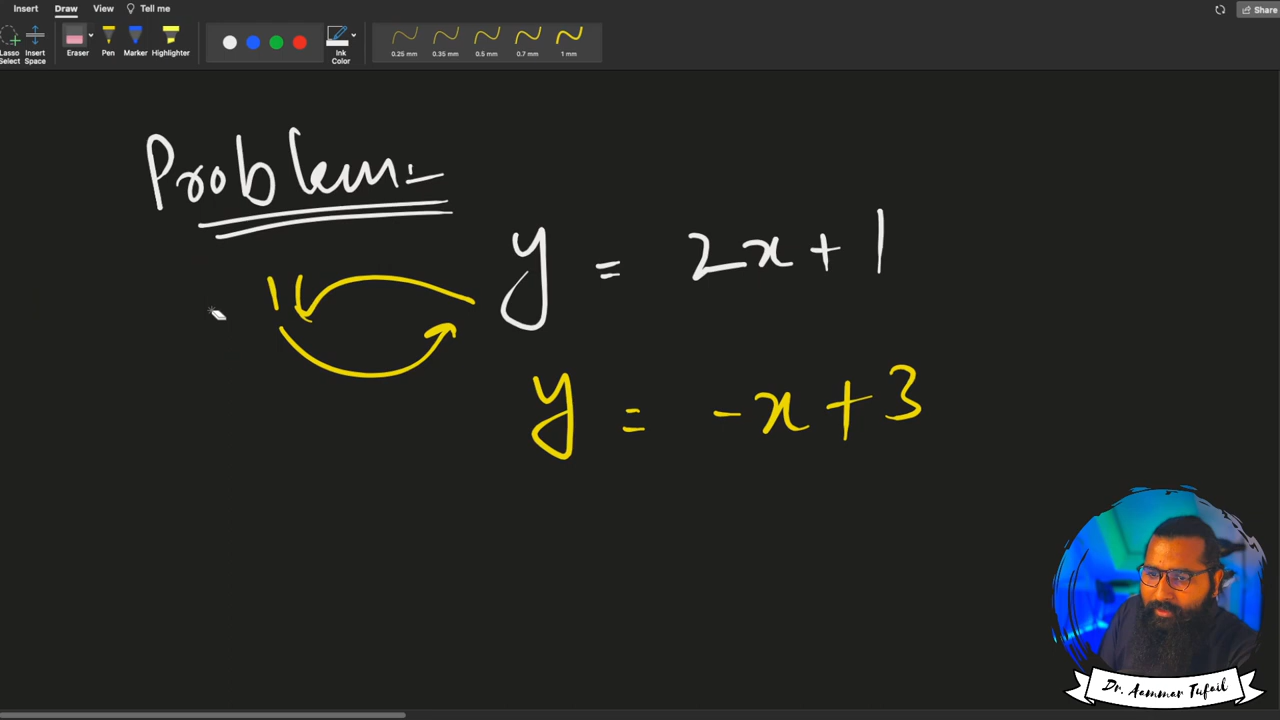 Insert Draw View Tell me Share
Lasso Select Insert Space Eraser Pen Marker Highlighter Ink Color 0.25 mm 0.35 mm 0.5 mm 0.7 mm 1 mm
Problem:-
y = 2x + 1
y = -x + 3
Dr. Aammar Tufail